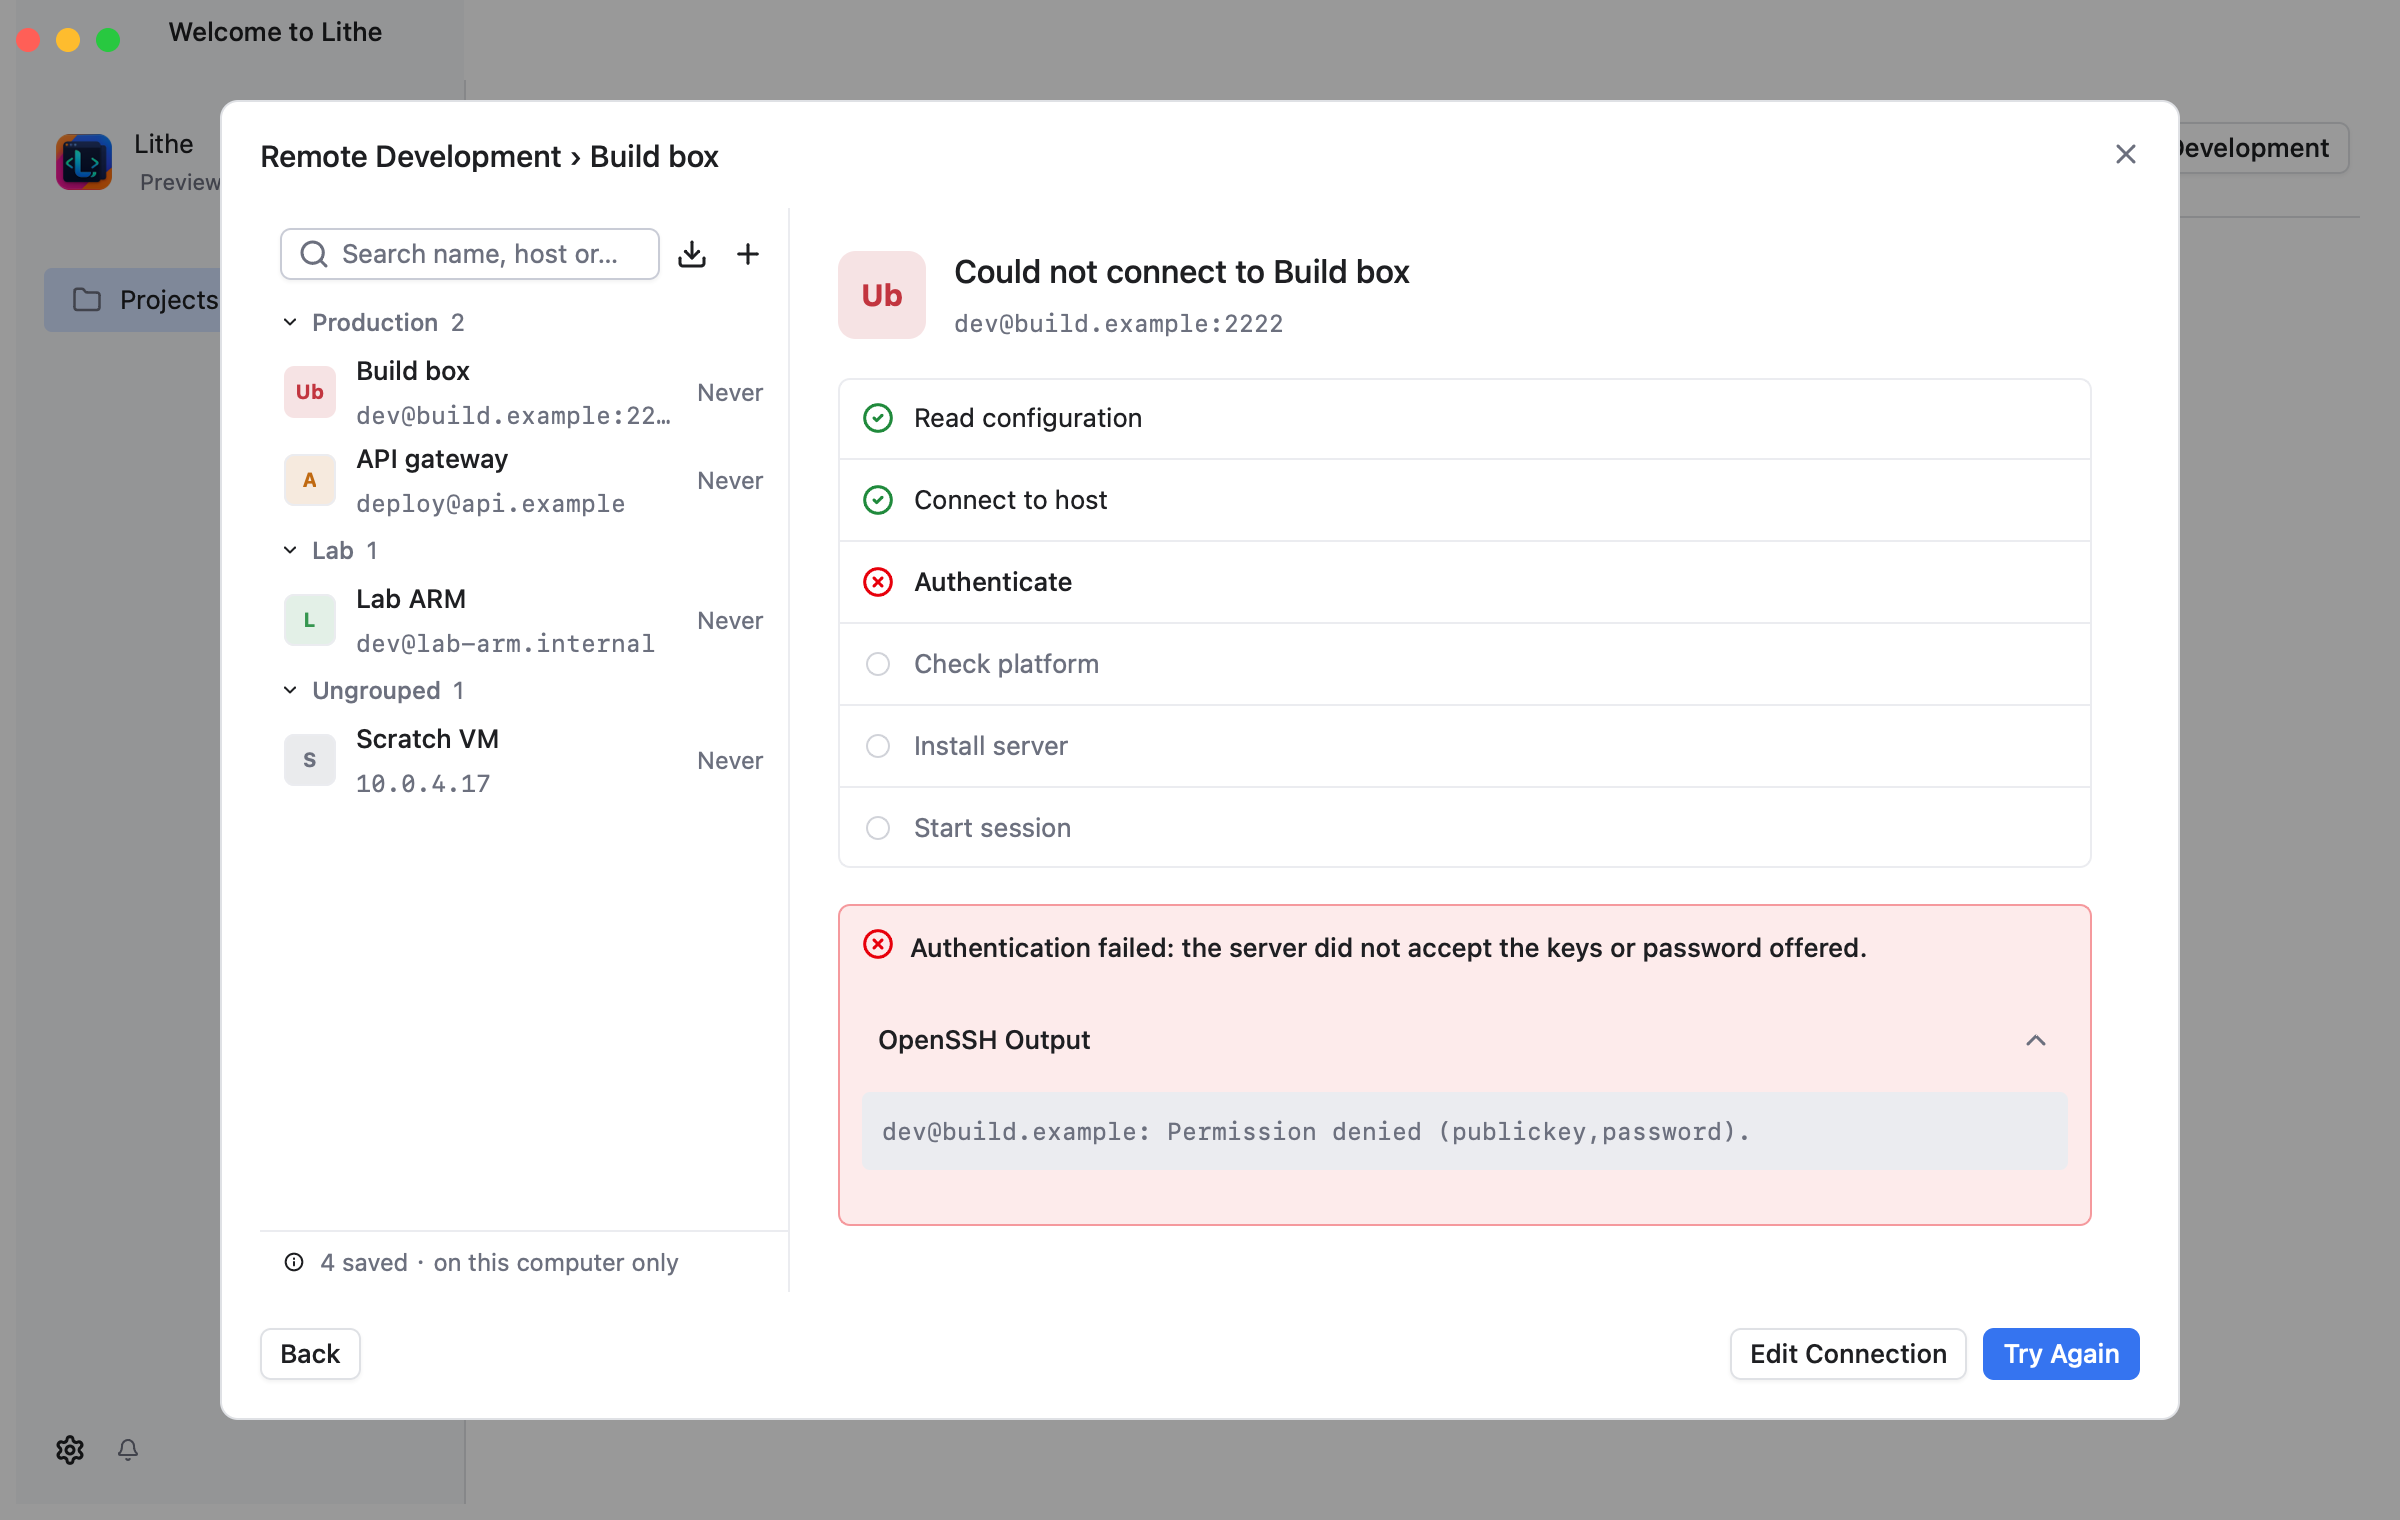 Welcome to Lithe
Lithe
Preview
Projects
Development
Remote Development › Build box
Search name, host or...
Production 2
Ub
Build box
dev@build.example:22…
Never
A
API gateway
deploy@api.example
Never
Lab 1
L
Lab ARM
dev@lab-arm.internal
Never
Ungrouped 1
S
Scratch VM
10.0.4.17
Never
4 saved · on this computer only
Ub
Could not connect to Build box
dev@build.example:2222
Read configuration
Connect to host
Authenticate
Check platform
Install server
Start session
Authentication failed: the server did not accept the keys or password offered.
OpenSSH Output
dev@build.example: Permission denied (publickey,password).
Back
Edit Connection
Try Again